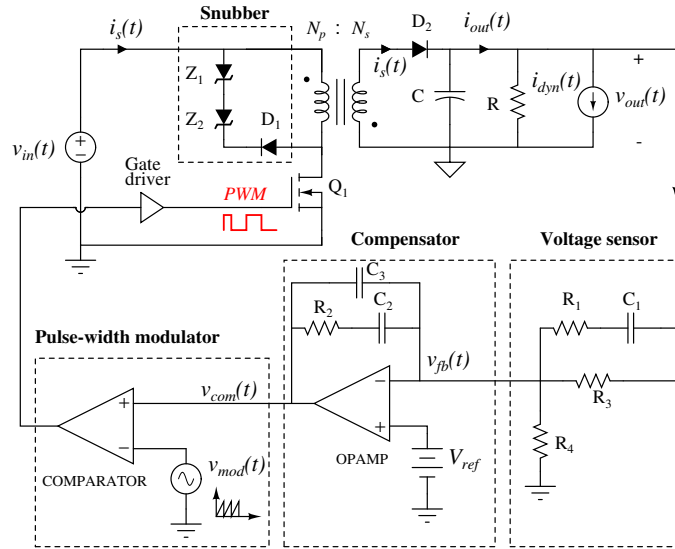 Snubber
i_s(t)
N_p : N_s
D_2
i_out(t)
i_s(t)
+
Z_1
Z_2
D_1
C
R
i_dyn(t)
v_out(t)
-
v_in(t)
+
−
Gate
driver
PWM
Q_1
Compensator
Voltage sensor
C_3
R_2
C_2
R_1
C_1
Pulse-width modulator
v_com(t)
v_fb(t)
R_3
+
−
−
+
R_4
COMPARATOR
v_mod(t)
OPAMP
V_ref